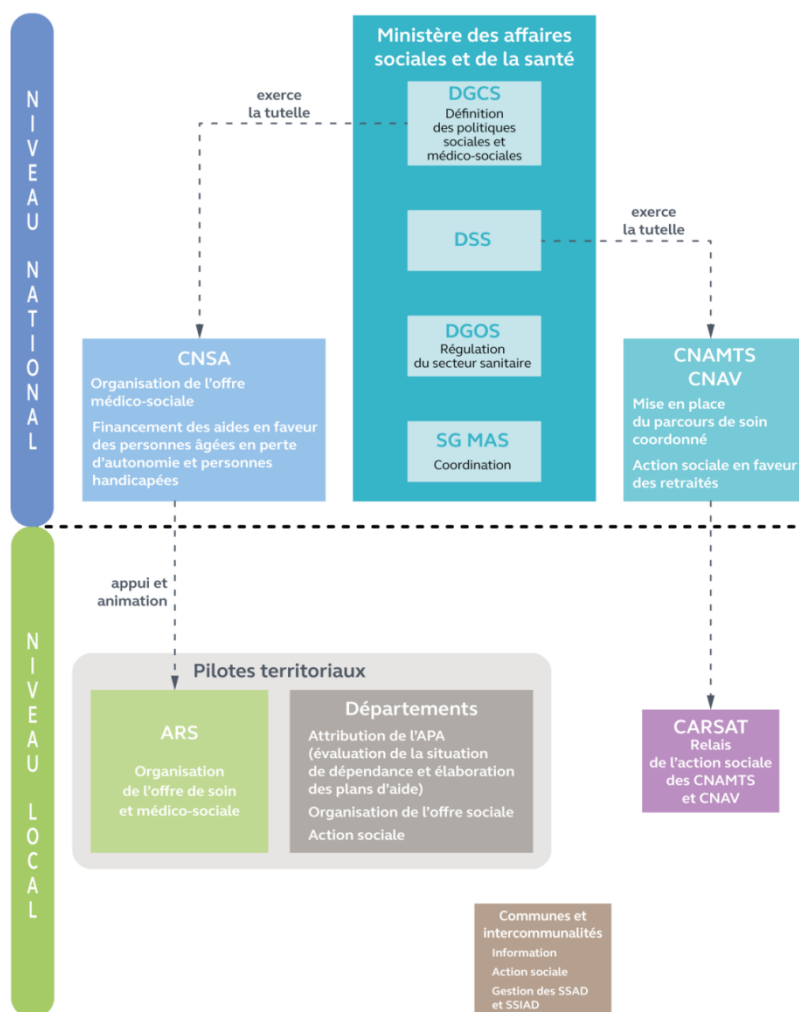 NIVEAU NATIONAL
Ministère des affaires
sociales et de la santé
DGCS
Définition
des politiques
sociales et
médico-sociales
exerce
la tutelle
DSS
exerce
la tutelle
DGOS
Régulation
du secteur sanitaire
SG MAS
Coordination
CNSA
Organisation de l'offre
médico-sociale
Financement des aides en faveur
des personnes âgées en perte
d'autonomie et personnes
handicapées
CNAMTS
CNAV
Mise en place
du parcours de soin
coordonné
Action sociale en faveur
des retraités
NIVEAU LOCAL
appui et
animation
Pilotes territoriaux
ARS
Organisation
de l'offre de soin
et médico-sociale
Départements
Attribution de l'APA
(évaluation de la situation
de dépendance et élaboration
des plans d'aide)
Organisation de l'offre sociale
Action sociale
CARSAT
Relais
de l'action sociale
des CNAMTS
et CNAV
Communes et
intercommunalités
Information
Action sociale
Gestion des SSAD
et SSIAD